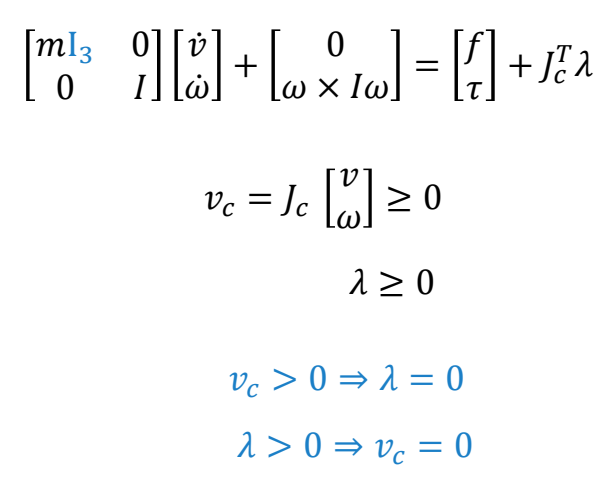 [mI₃ 0; 0 I] [v̇; ω̇] + [0; ω × Iω] = [f; τ] + J_c^T λ
v_c = J_c [v; ω] ≥ 0
λ ≥ 0
v_c > 0 ⇒ λ = 0
λ > 0 ⇒ v_c = 0